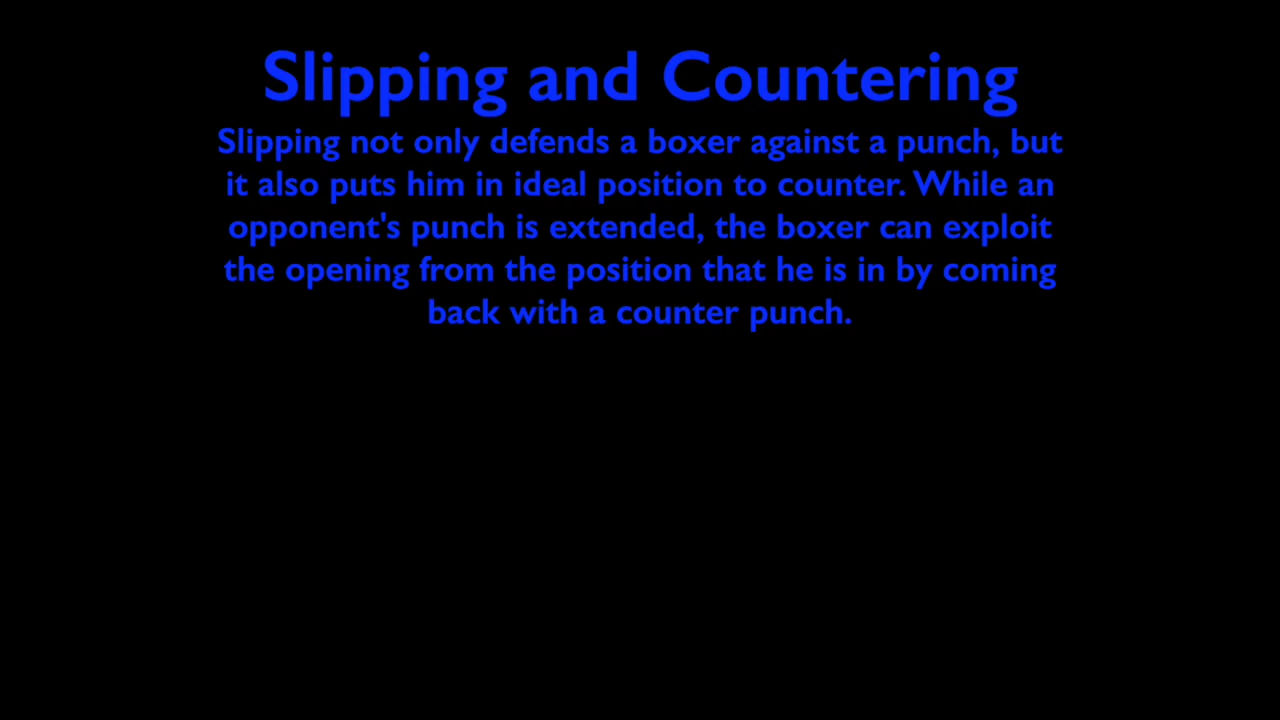 Slipping and Countering
Slipping not only defends a boxer against a punch, but
it also puts him in ideal position to counter. While an
opponent's punch is extended, the boxer can exploit
the opening from the position that he is in by coming
back with a counter punch.